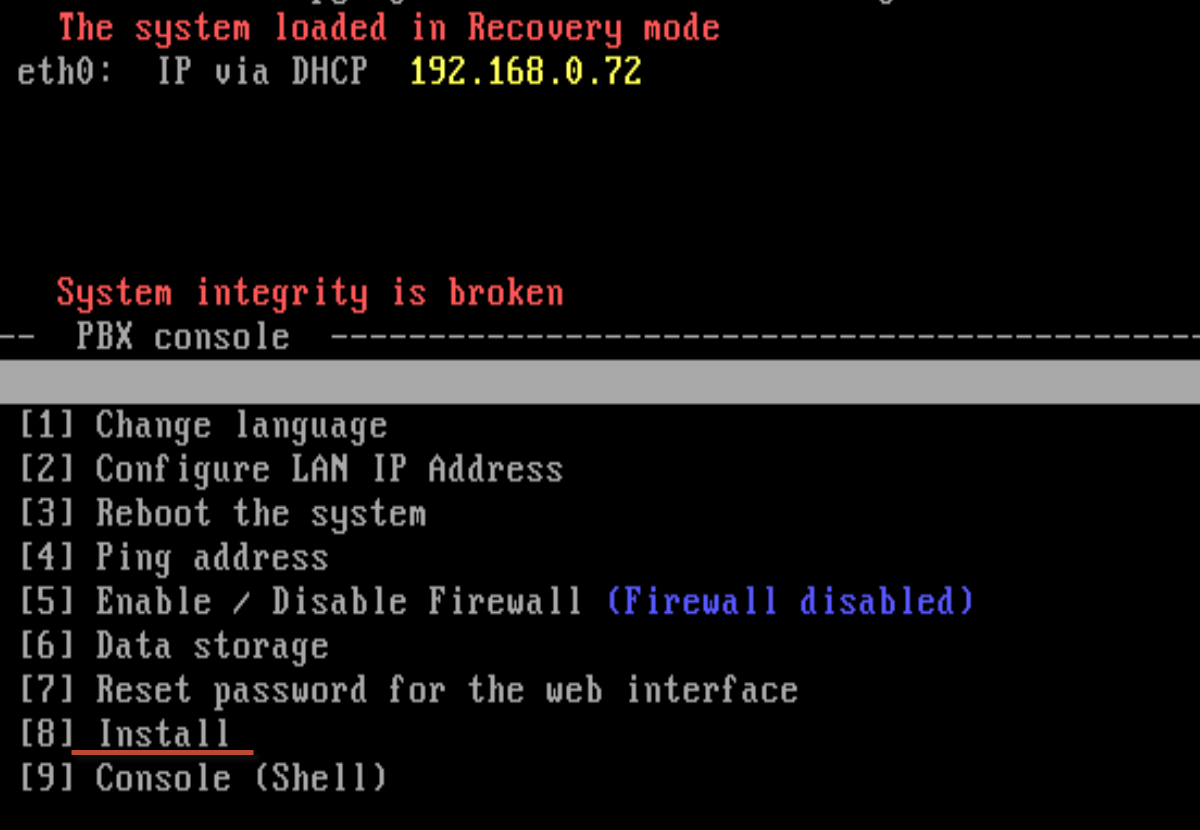 The system loaded in Recovery mode
eth0: IP via DHCP 192.168.0.72
System integrity is broken
-- PBX console ---------------------------------------------
[1] Change language
[2] Configure LAN IP Address
[3] Reboot the system
[4] Ping address
[5] Enable / Disable Firewall (Firewall disabled)
[6] Data storage
[7] Reset password for the web interface
[8] Install
[9] Console (Shell)